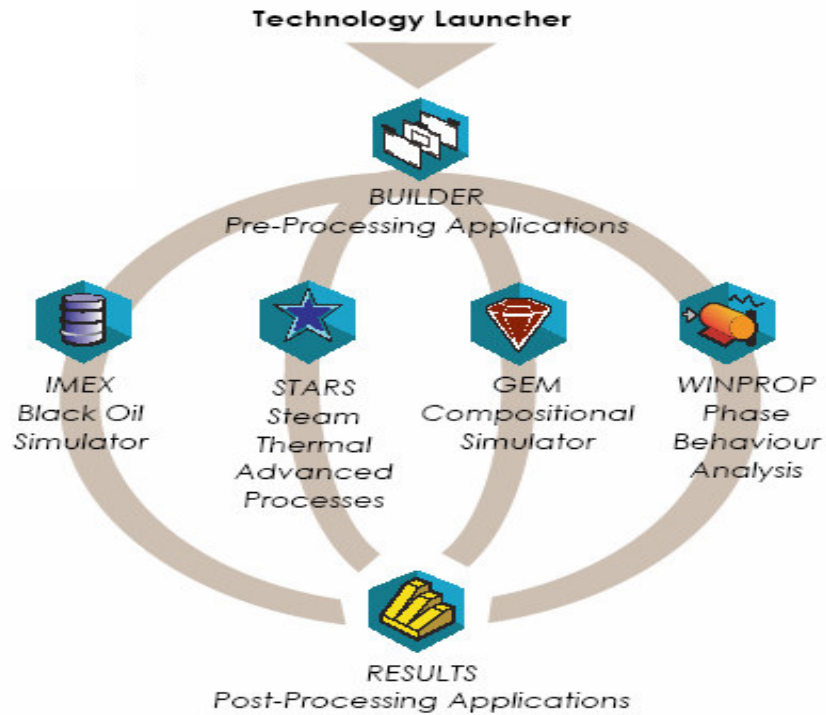 Technology Launcher
BUILDER
Pre-Processing Applications
IMEX
Black Oil
Simulator
STARS
Steam
Thermal
Advanced
Processes
GEM
Compositional
Simulator
WINPROP
Phase
Behaviour
Analysis
RESULTS
Post-Processing Applications